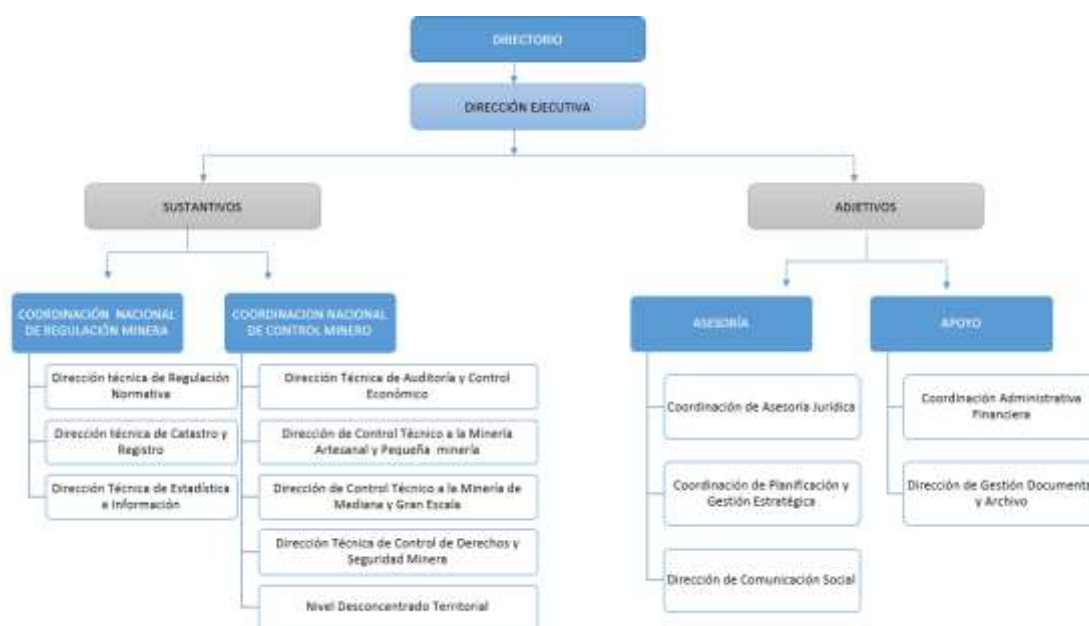 DIRECTORIO
DIRECCIÓN EJECUTIVA
SUSTANTIVOS
ADJETIVOS
COORDINACIÓN NACIONAL
DE REGULACIÓN MINERA
COORDINACION NACIONAL
DE CONTROL MINERO
ASESORÍA
APOYO
Dirección técnica de Regulación
Normativa
Dirección técnica de Catastro y
Registro
Dirección Técnica de Estadística
e Información
Dirección Técnica de Auditoría y Control
Económico
Dirección de Control Técnico a la Minería
Artesanal y Pequeña minería
Dirección de Control Técnico a la Minería de
Mediana y Gran Escala
Dirección Técnica de Control de Derechos y
Seguridad Minera
Nivel Desconcentrado Territorial
Coordinación de Asesoría Jurídica
Coordinación de Planificación y
Gestión Estratégica
Dirección de Comunicación Social
Coordinación Administrativa
Financiera
Dirección de Gestión Documenta
y Archivo